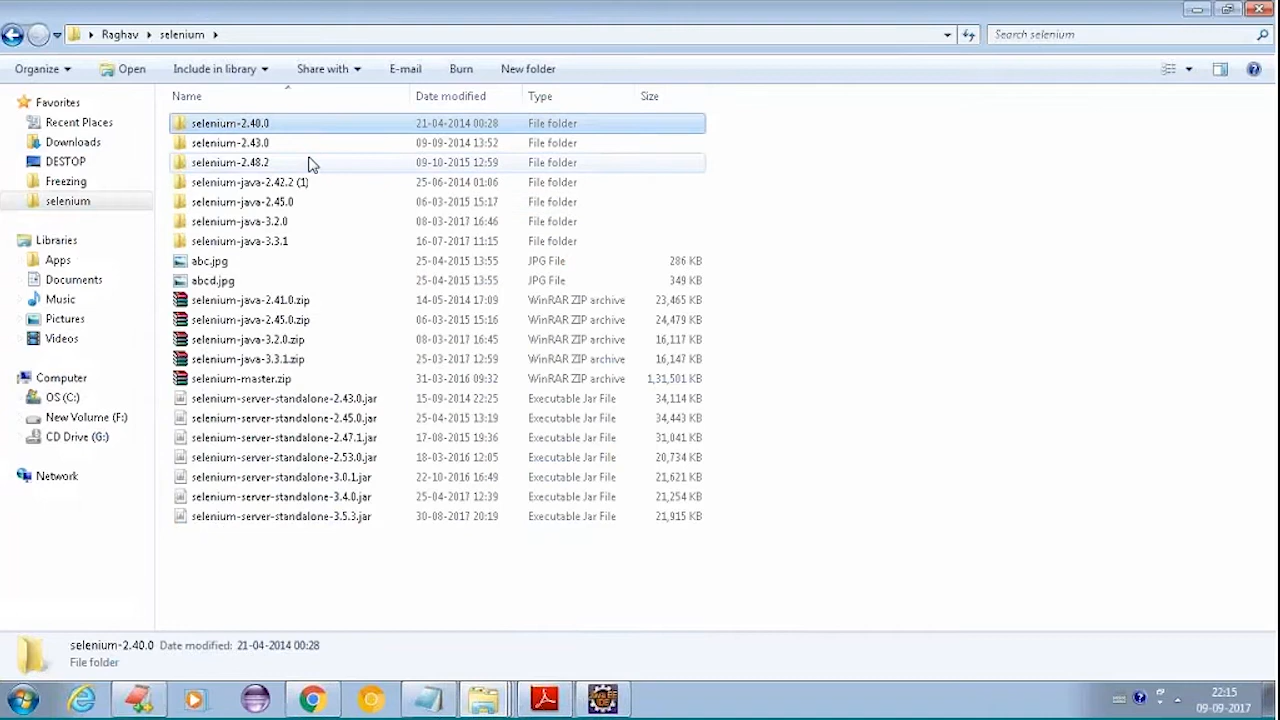 Raghav selenium
Search selenium
Organize Open Include in library Share with E-mail Burn New folder
Name Date modified Type Size
Favorites
Recent Places
Downloads
DESTOP
Freezing
selenium
Libraries
Apps
Documents
Music
Pictures
Videos
Computer
OS (C:)
New Volume (F:)
CD Drive (G:)
Network
selenium-2.40.0 21-04-2014 00:28 File folder
selenium-2.43.0 09-09-2014 13:52 File folder
selenium-2.48.2 09-10-2015 12:59 File folder
selenium-java-2.42.2 (1) 25-06-2014 01:06 File folder
selenium-java-2.45.0 06-03-2015 15:17 File folder
selenium-java-3.2.0 08-03-2017 16:46 File folder
selenium-java-3.3.1 16-07-2017 11:15 File folder
abc.jpg 25-04-2015 13:55 JPG File 286 KB
abcd.jpg 25-04-2015 13:55 JPG File 349 KB
selenium-java-2.41.0.zip 14-05-2014 17:09 WinRAR ZIP archive 23,465 KB
selenium-java-2.45.0.zip 06-03-2015 15:16 WinRAR ZIP archive 24,479 KB
selenium-java-3.2.0.zip 08-03-2017 16:45 WinRAR ZIP archive 16,117 KB
selenium-java-3.3.1.zip 25-03-2017 12:59 WinRAR ZIP archive 16,147 KB
selenium-master.zip 31-03-2016 09:32 WinRAR ZIP archive 1,31,501 KB
selenium-server-standalone-2.43.0.jar 15-09-2014 22:25 Executable Jar File 34,114 KB
selenium-server-standalone-2.45.0.jar 25-04-2015 13:19 Executable Jar File 34,443 KB
selenium-server-standalone-2.47.1.jar 17-08-2015 19:36 Executable Jar File 31,041 KB
selenium-server-standalone-2.53.0.jar 18-03-2016 12:05 Executable Jar File 20,734 KB
selenium-server-standalone-3.0.1.jar 22-10-2016 16:49 Executable Jar File 21,621 KB
selenium-server-standalone-3.4.0.jar 25-04-2017 12:39 Executable Jar File 21,254 KB
selenium-server-standalone-3.5.3.jar 30-08-2017 20:19 Executable Jar File 21,915 KB
selenium-2.40.0 Date modified: 21-04-2014 00:28
File folder
22:15
09-09-2017